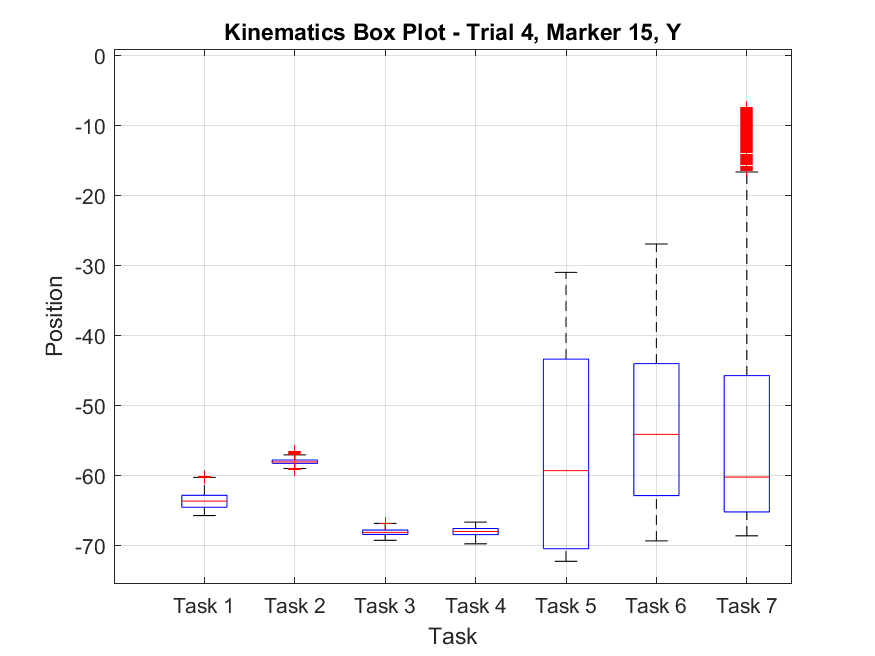 Kinematics Box Plot - Trial 4, Marker 15, Y
0
-10
-20
-30
-40
-50
-60
-70
Position
Task 1 Task 2 Task 3 Task 4 Task 5 Task 6 Task 7
Task